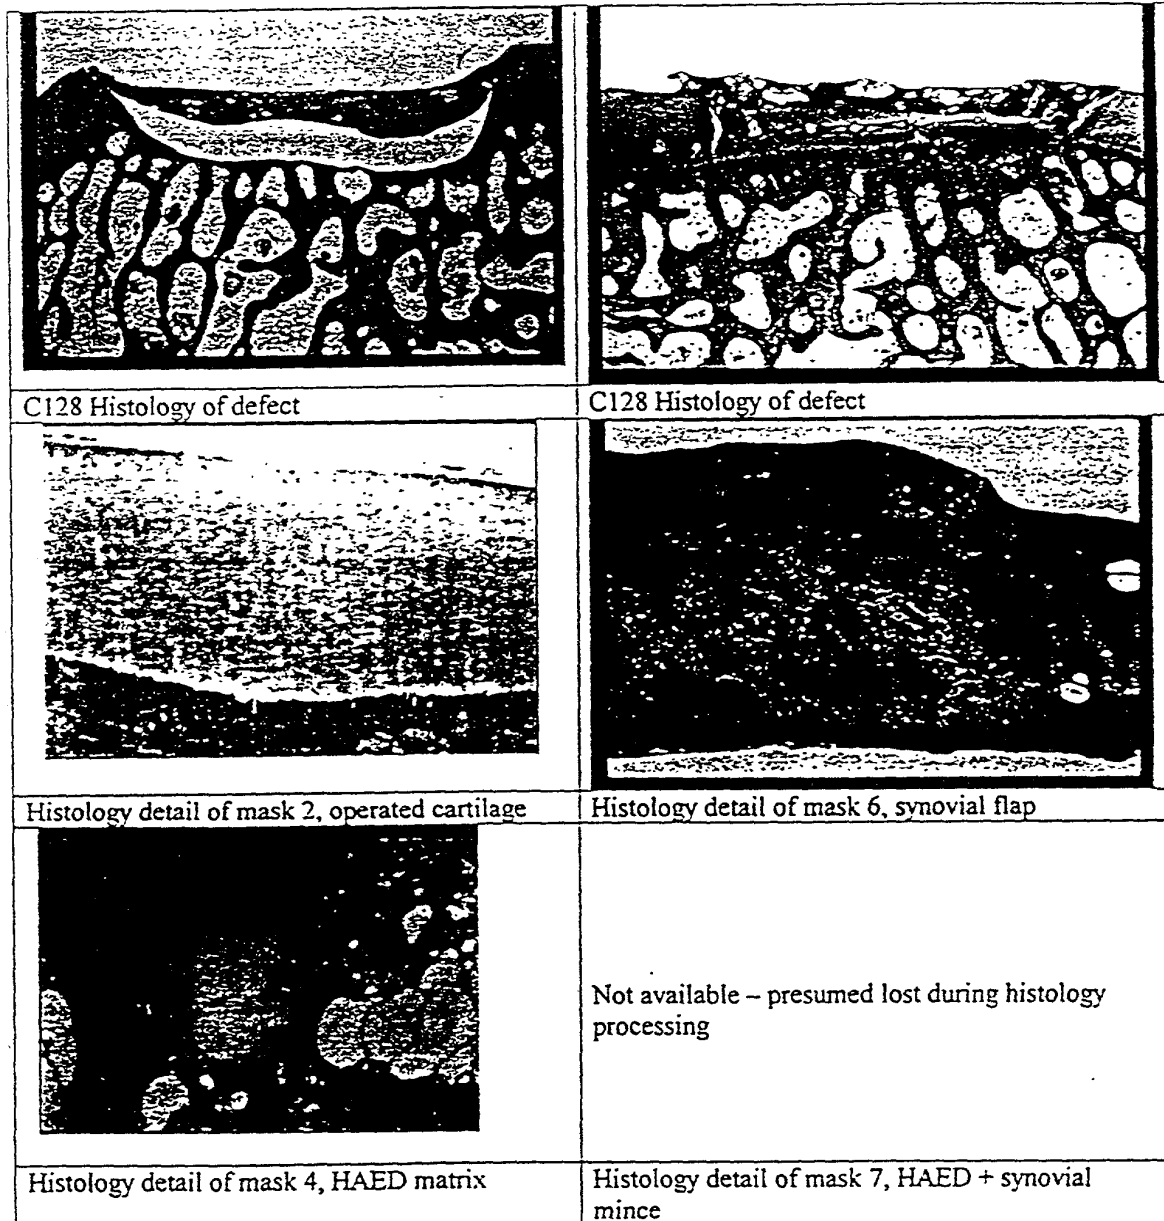 C128 Histology of defect
C128 Histology of defect
Histology detail of mask 2, operated cartilage
Histology detail of mask 6, synovial flap
Not available – presumed lost during histology
processing
Histology detail of mask 4, HAED matrix
Histology detail of mask 7, HAED + synovial
mince